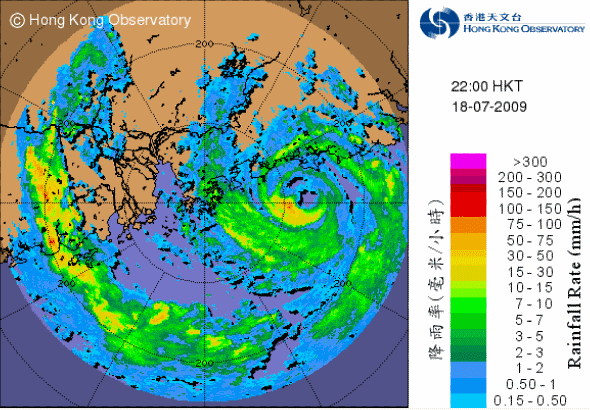 © Hong Kong Observatory
香港天文台
HONG KONG OBSERVATORY
22:00 HKT
18-07-2009
200
200
200
200
200
降雨率(毫米/小時)
Rainfall Rate (mm/h)
>300
200 - 300
150 - 200
100 - 150
75 - 100
50 - 75
30 - 50
15 - 30
10 - 15
7 - 10
5 - 7
3 - 5
2 - 3
1 - 2
0.50 - 1
0.15 - 0.50